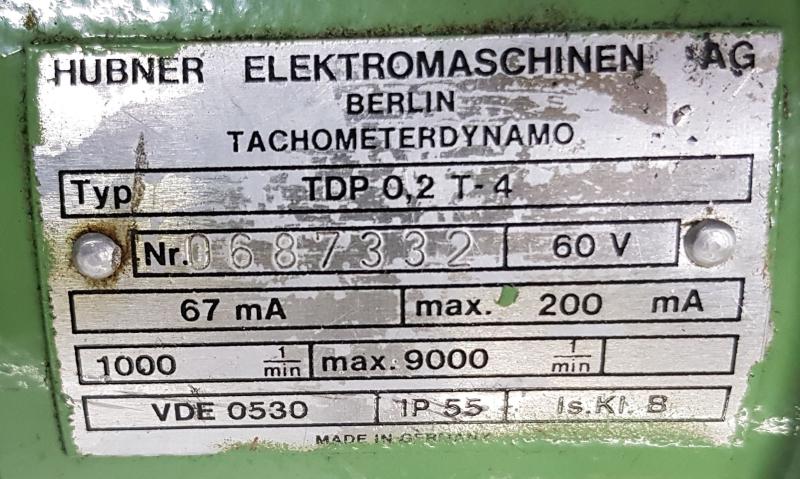 HÜBNER ELEKTROMASCHINEN AG
BERLIN
TACHOMETERDYNAMO
Typ TDP 0,2 T-4
Nr. 0687332 60 V
67 mA max. 200 mA
1000 1/min max. 9000 1/min
VDE 0530 IP 55 Is.Kl. B
MADE IN GERMANY